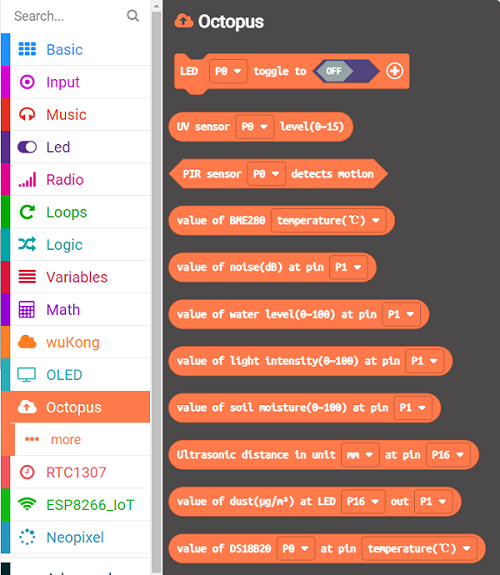 Search...
Basic
Input
Music
Led
Radio
Loops
Logic
Variables
Math
wuKong
OLED
Octopus
more
RTC1307
ESP8266_IoT
Neopixel
Octopus
LED P0 toggle to OFF
UV sensor P0 level(0~15)
PIR sensor P0 detects motion
value of BME280 temperature(℃)
value of noise(dB) at pin P1
value of water level(0~100) at pin P1
value of light intensity(0~100) at pin P1
value of soil moisture(0~100) at pin P1
Ultrasonic distance in unit mm at pin P16
value of dust(μg/m³) at LED P16 out P1
value of DS18B20 P0 at pin temperature(℃)